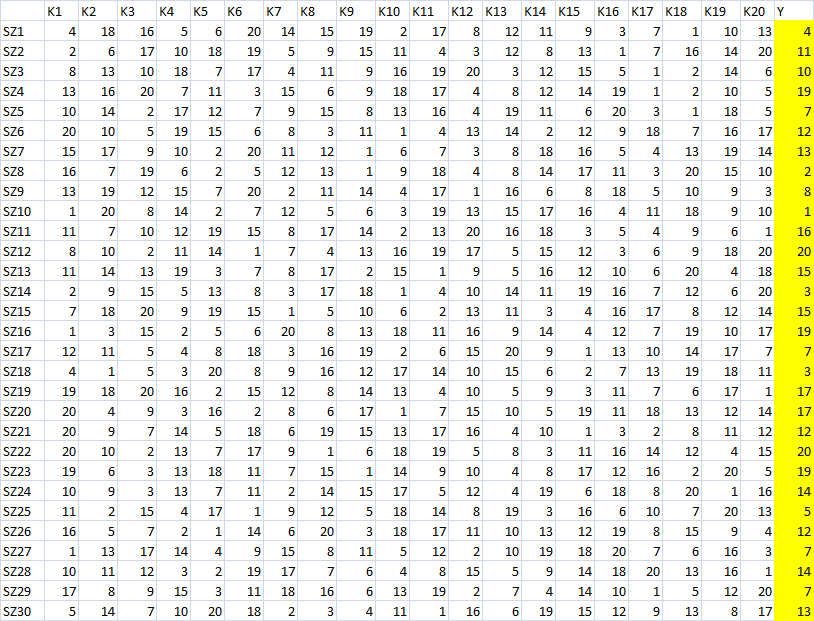 K1 K2 K3 K4 K5 K6 K7 K8 K9 K10 K11 K12 K13 K14 K15 K16 K17 K18 K19 K20 Y
SZ1 4 18 16 5 6 20 14 15 19 2 17 8 12 11 9 3 7 1 10 13 4
SZ2 2 6 17 10 18 19 5 9 15 11 4 3 12 8 13 1 7 16 14 20 11
SZ3 8 13 10 18 7 17 4 11 9 16 19 20 3 12 15 5 1 2 14 6 10
SZ4 13 16 20 7 11 3 15 6 9 18 17 4 8 12 14 19 1 2 10 5 19
SZ5 10 14 2 17 12 7 9 15 8 13 16 4 19 11 6 20 3 1 18 5 7
SZ6 20 10 5 19 15 6 8 3 11 1 4 13 14 2 12 9 18 7 16 17 12
SZ7 15 17 9 10 2 20 11 12 1 6 7 3 8 18 16 5 4 13 19 14 13
SZ8 16 7 19 6 2 5 12 13 1 9 18 4 8 14 17 11 3 20 15 10 2
SZ9 13 19 12 15 7 20 2 11 14 4 17 1 16 6 8 18 5 10 9 3 8
SZ10 1 20 8 14 2 7 12 5 6 3 19 13 15 17 16 4 11 18 9 10 1
SZ11 11 7 10 12 19 15 8 17 14 2 13 20 16 18 3 5 4 9 6 1 16
SZ12 8 10 2 11 14 1 7 4 13 16 19 17 5 15 12 3 6 9 18 20 20
SZ13 11 14 13 19 3 7 8 17 2 15 1 9 5 16 12 10 6 20 4 18 15
SZ14 2 9 15 5 13 8 3 17 18 1 4 10 14 11 19 16 7 12 6 20 3
SZ15 7 18 20 9 19 15 1 5 10 6 2 13 11 3 4 16 17 8 12 14 15
SZ16 1 3 15 2 5 6 20 8 13 18 11 16 9 14 4 12 7 19 10 17 19
SZ17 12 11 5 4 8 18 3 16 19 2 6 15 20 9 1 13 10 14 17 7 7
SZ18 4 1 5 3 20 8 9 16 12 17 14 10 15 6 2 7 13 19 18 11 3
SZ19 19 18 20 16 2 15 12 8 14 13 4 10 5 9 3 11 7 6 17 1 17
SZ20 20 4 9 3 16 2 8 6 17 1 7 15 10 5 19 11 18 13 12 14 17
SZ21 20 9 7 14 5 18 6 19 15 13 17 16 4 10 1 3 2 8 11 12 12
SZ22 20 10 2 13 7 17 9 1 6 18 19 5 8 3 11 16 14 12 4 15 20
SZ23 19 6 3 13 18 11 7 15 1 14 9 10 4 8 17 12 16 2 20 5 19
SZ24 10 9 3 13 7 11 2 14 15 17 5 12 4 19 6 18 8 20 1 16 14
SZ25 11 2 15 4 17 1 9 12 5 18 14 8 19 3 16 6 10 7 20 13 5
SZ26 16 5 7 2 1 14 6 20 3 18 17 11 10 13 12 19 8 15 9 4 12
SZ27 1 13 17 14 4 9 15 8 11 5 12 2 10 19 18 20 7 6 16 3 7
SZ28 10 11 12 3 2 19 17 7 6 4 8 15 5 9 14 18 20 13 16 1 14
SZ29 17 8 9 15 3 11 18 16 6 13 19 2 7 4 14 10 1 5 12 20 7
SZ30 5 14 7 10 20 18 2 3 4 11 1 16 6 19 15 12 9 13 8 17 13